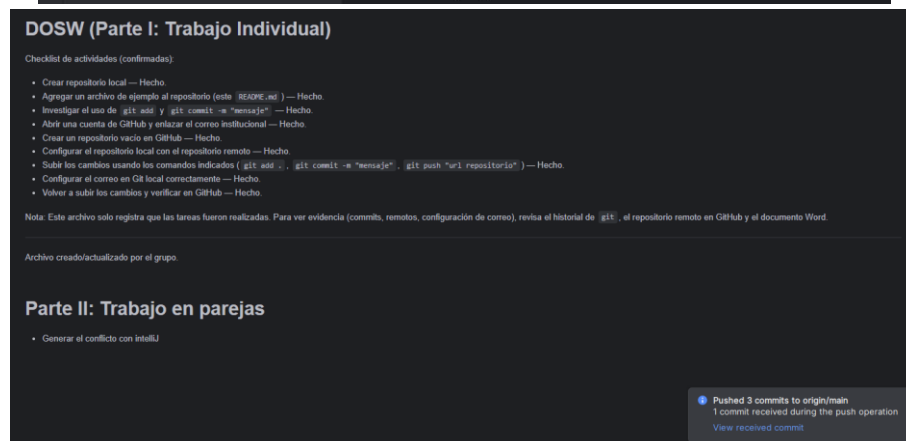 DOSW (Parte I: Trabajo Individual)
Checklist de actividades (confirmadas):
• Crear repositorio local — Hecho.
• Agregar un archivo de ejemplo al repositorio (este README.md ) — Hecho.
• Investigar el uso de git add y git commit -m "mensaje" — Hecho.
• Abrir una cuenta de GitHub y enlazar el correo institucional — Hecho.
• Crear un repositorio vacío en GitHub — Hecho.
• Configurar el repositorio local con el repositorio remoto — Hecho.
• Subir los cambios usando los comandos indicados ( git add . , git commit -m "mensaje" , git push "url repositorio" ) — Hecho.
• Configurar el correo en Git local correctamente — Hecho.
• Volver a subir los cambios y verificar en GitHub — Hecho.
Nota: Este archivo solo registra que las tareas fueron realizadas. Para ver evidencia (commits, remotos, configuración de correo), revisa el historial de git , el repositorio remoto en GitHub y el documento Word.
Archivo creado/actualizado por el grupo.
Parte II: Trabajo en parejas
• Generar el conflicto con intelliJ
Pushed 3 commits to origin/main
1 commit received during the push operation
View received commit